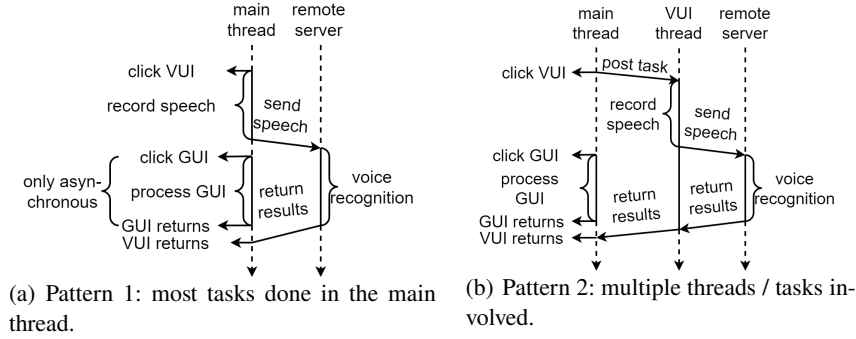 main
thread
remote
server
click VUI
record speech
send
speech
click GUI
only asyn-
chronous
process GUI
return
results
voice
recognition
GUI returns
VUI returns
(a) Pattern 1: most tasks done in the main
thread.
main
thread
VUI
thread
remote
server
click VUI
post task
record
speech
send
speech
click GUI
process
GUI
return
results
return
results
voice
recognition
GUI returns
VUI returns
(b) Pattern 2: multiple threads / tasks in-
volved.